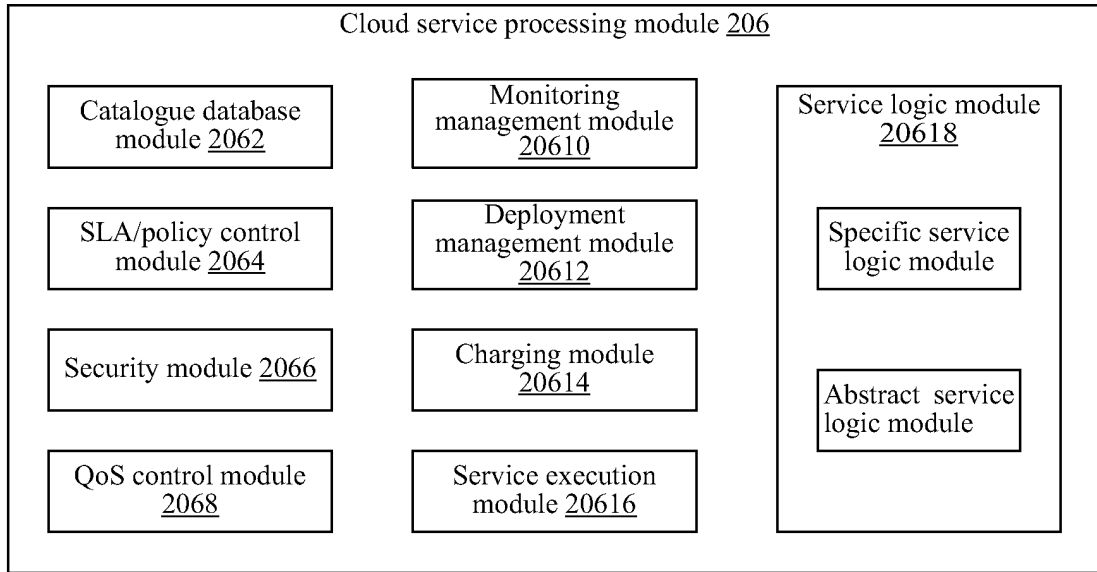 Cloud service processing module 206
Catalogue database
module 2062
SLA/policy control
module 2064
Security module 2066
QoS control module
2068
Monitoring
management module
20610
Deployment
management module
20612
Charging module
20614
Service execution
module 20616
Service logic module
20618
Specific service
logic module
Abstract service
logic module